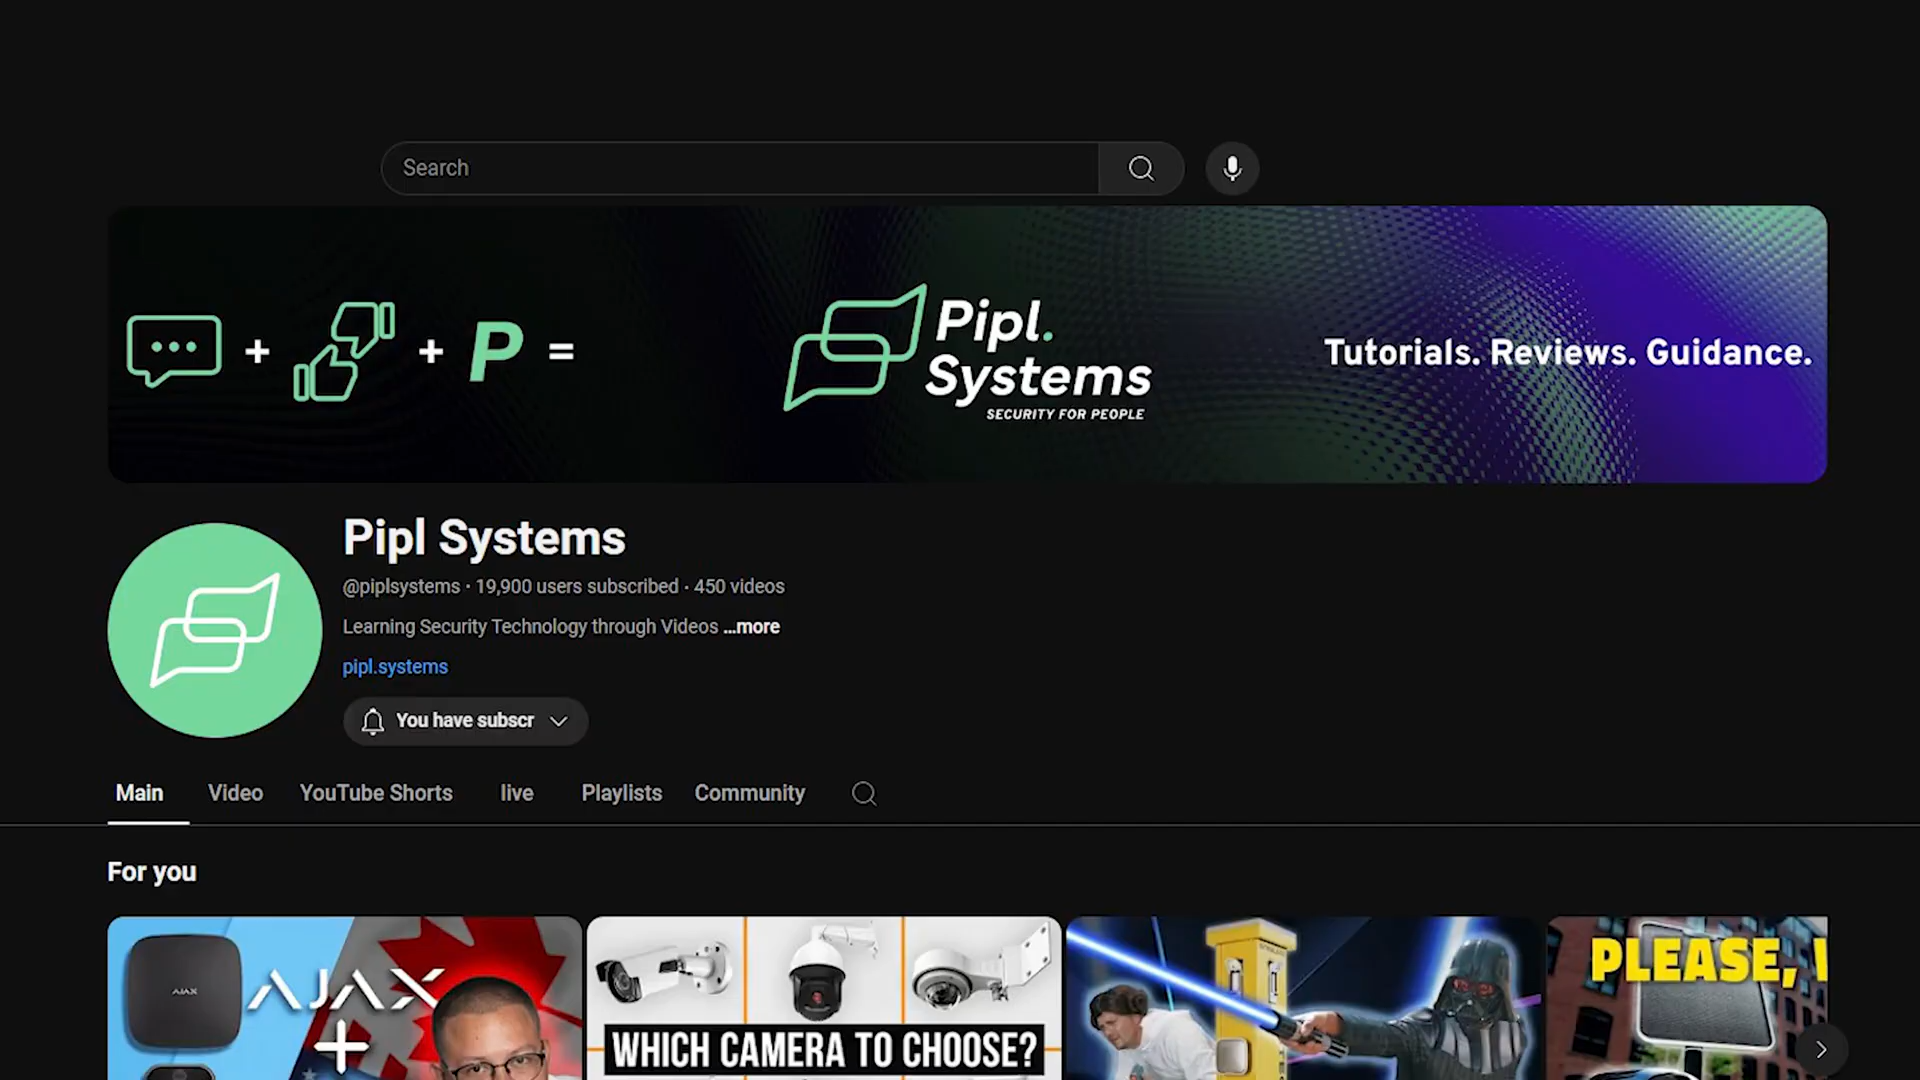 Search
+ + P =
Pipl.
Systems
SECURITY FOR PEOPLE
Tutorials. Reviews. Guidance.
Pipl Systems
@piplsystems · 19,900 users subscribed · 450 videos
Learning Security Technology through Videos ...more
pipl.systems
You have subscr
Main Video YouTube Shorts live Playlists Community
For you
AJAX
AJAX
+
WHICH CAMERA TO CHOOSE?
PLEASE,